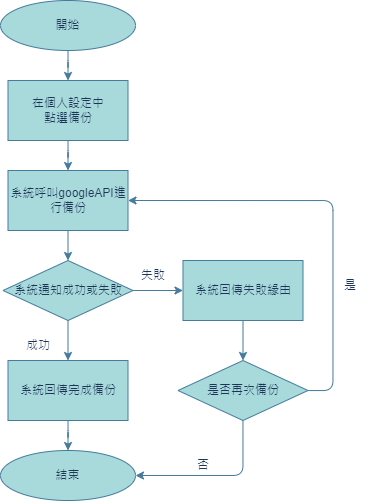 開始
在個人設定中
點選備份
系統呼叫googleAPI進
行備份
系統通知成功或失敗
失敗
系統回傳失敗緣由
是
成功
系統回傳完成備份
是否再次備份
否
結束